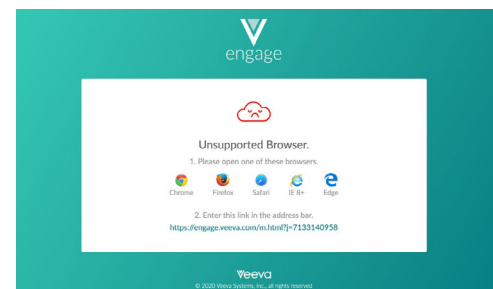 engage
Unsupported Browser.
1. Please open one of these browsers.
Chrome Firefox Safari IE 8+ Edge
2. Enter this link in the address bar.
https://engage.veeva.com/m.html?j=7133140958
Veeva
© 2020 Veeva Systems, Inc., all rights reserved